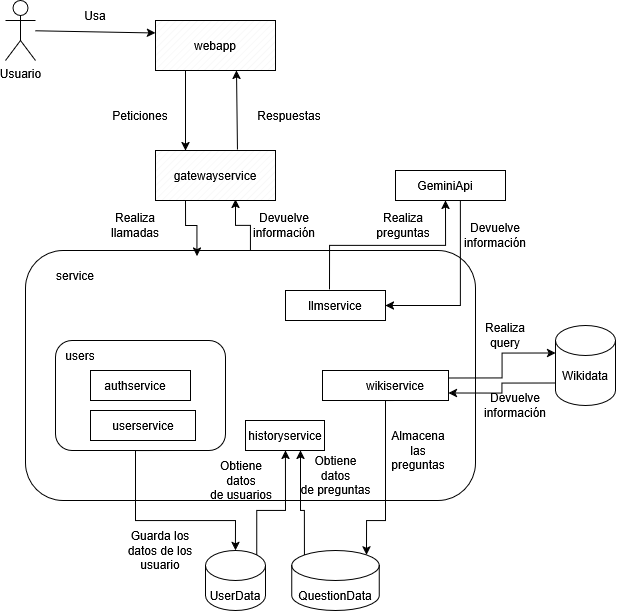 Usa
webapp
Usuario
Peticiones
Respuestas
gatewayservice
GeminiApi
Realiza
llamadas
Devuelve
información
Realiza
preguntas
Devuelve
información
service
llmservice
users
authservice
userservice
wikiservice
Realiza
query
Wikidata
Devuelve
información
historyservice
Almacena
las
preguntas
Obtiene
datos
de usuarios
Obtiene
datos
de preguntas
Guarda los
datos de los
usuario
UserData
QuestionData